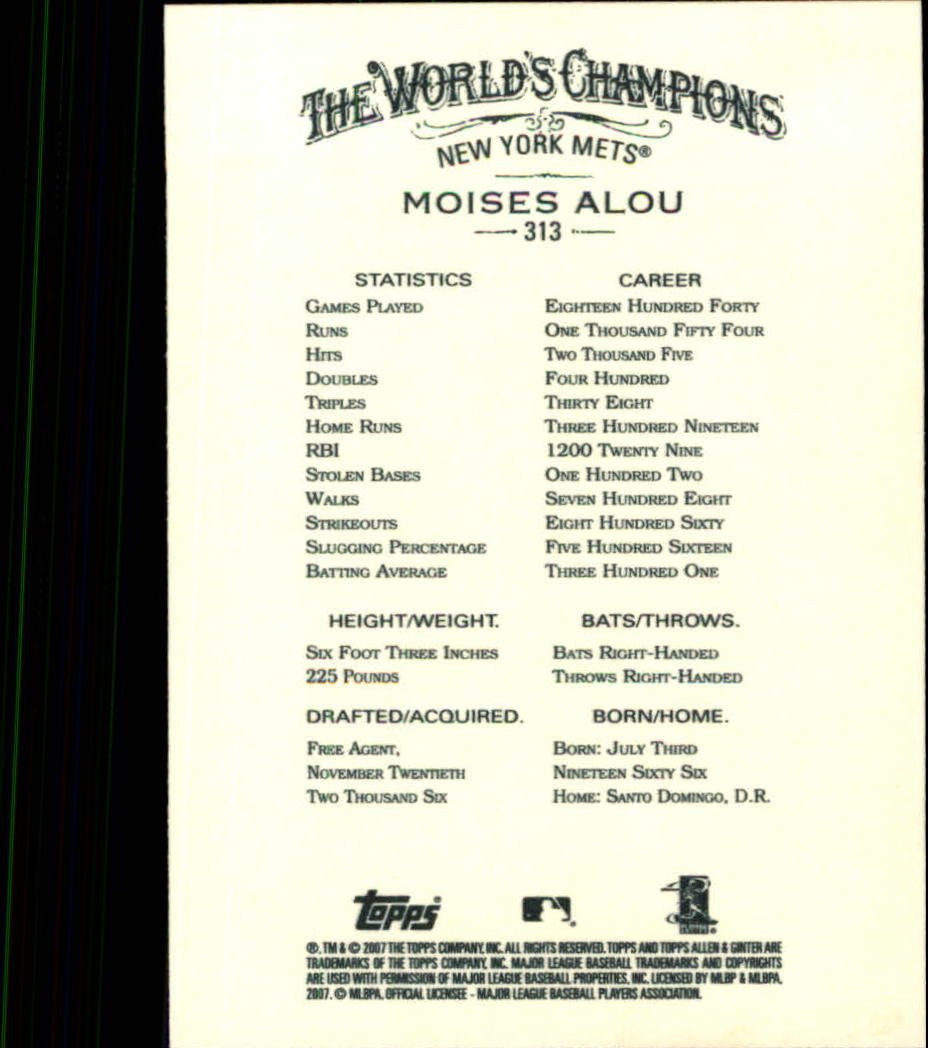 THE WORLD'S CHAMPIONS
NEW YORK METS®
MOISES ALOU
313
STATISTICS CAREER
GAMES PLAYED EIGHTEEN HUNDRED FORTY
RUNS ONE THOUSAND FIFTY FOUR
HITS TWO THOUSAND FIVE
DOUBLES FOUR HUNDRED
TRIPLES THIRTY EIGHT
HOME RUNS THREE HUNDRED NINETEEN
RBI 1200 TWENTY NINE
STOLEN BASES ONE HUNDRED TWO
WALKS SEVEN HUNDRED EIGHT
STRIKEOUTS EIGHT HUNDRED SIXTY
SLUGGING PERCENTAGE FIVE HUNDRED SIXTEEN
BATTING AVERAGE THREE HUNDRED ONE
HEIGHT/WEIGHT. BATS/THROWS.
SIX FOOT THREE INCHES BATS RIGHT-HANDED
225 POUNDS THROWS RIGHT-HANDED
DRAFTED/ACQUIRED. BORN/HOME.
FREE AGENT, BORN: JULY THIRD
NOVEMBER TWENTIETH NINETEEN SIXTY SIX
TWO THOUSAND SIX HOME: SANTO DOMINGO, D.R.
Topps
®, TM & © 2007 THE TOPPS COMPANY, INC. ALL RIGHTS RESERVED. TOPPS AND TOPPS ALLEN & GINTER ARE
TRADEMARKS OF THE TOPPS COMPANY, INC. MAJOR LEAGUE BASEBALL TRADEMARKS AND COPYRIGHTS
ARE USED WITH PERMISSION OF MAJOR LEAGUE BASEBALL PROPERTIES, INC. LICENSED BY MLBP & MLBPA,
2007. © MLBPA. OFFICIAL LICENSEE - MAJOR LEAGUE BASEBALL PLAYERS ASSOCIATION.